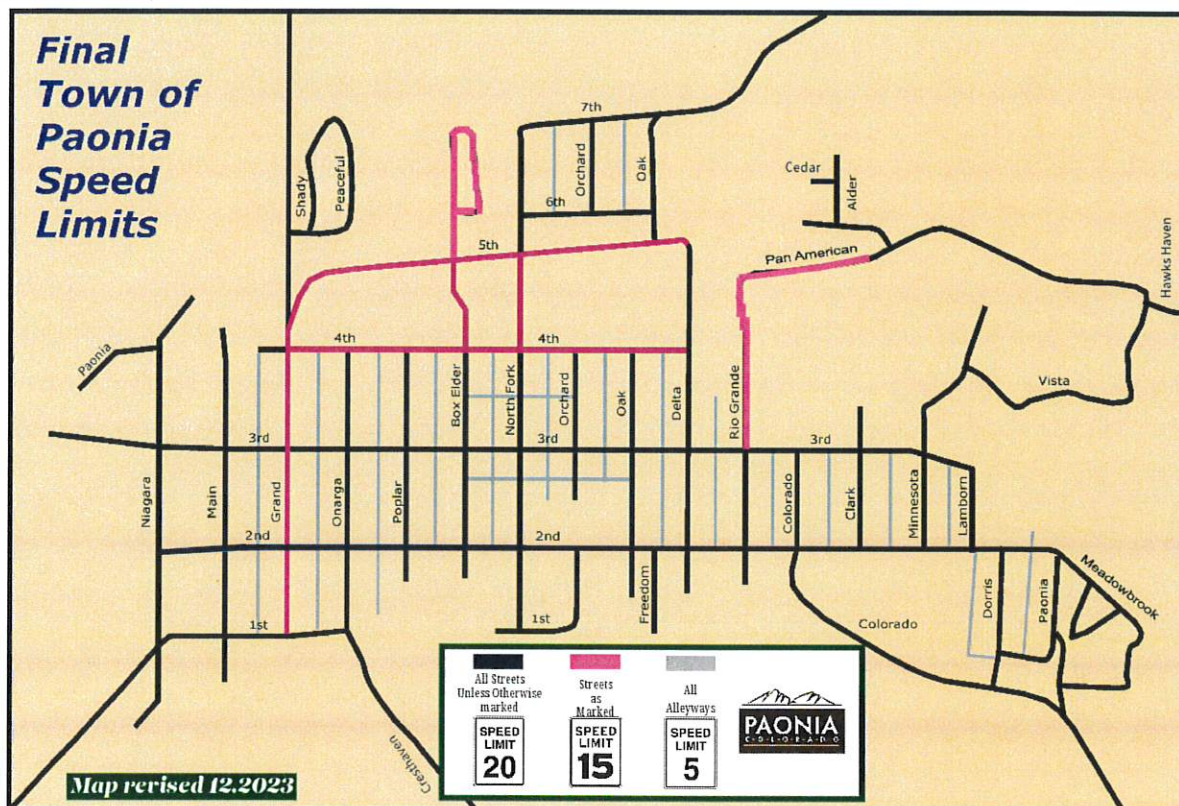 Final
Town of
Paonia
Speed
Limits
7th
Orchard
Oak
6th
Shady
Peaceful
5th
Cedar
Alder
Pan American
Hawks Haven
4th
4th
Paonia
Box Elder
North Fork
Orchard
Oak
Delta
Rio Grande
Vista
3rd
3rd
3rd
Niagara
Main
Grand
Onarga
Poplar
Colorado
Clark
Minnesota
Lamborn
2nd
2nd
1st
1st
Freedom
Colorado
Dorris
Paonia
Meadowbrook
Cresthaven
All Streets
Unless Otherwise
marked
SPEED
LIMIT
20
Streets
as
Marked
SPEED
LIMIT
15
All
Alleyways
SPEED
LIMIT
5
PAONIA
COLORADO
Map revised 12.2023